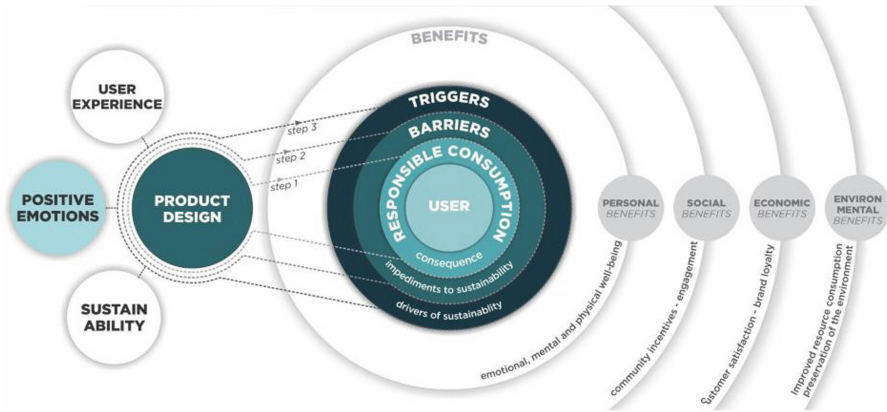 BENEFITS
USER
EXPERIENCE
POSITIVE
EMOTIONS
SUSTAIN
ABILITY
PRODUCT
DESIGN
step 3
step 2
step 1
TRIGGERS
BARRIERS
RESPONSIBLE CONSUMPTION
USER
consequence
impediments to sustainability
drivers of sustainablity
PERSONAL
BENEFITS
SOCIAL
BENEFITS
ECONOMIC
BENEFITS
ENVIRON
MENTAL
BENEFITS
emotional, mental and physical well-being
community incentives - engagement
Customer satisfaction - brand loyalty
Improved resource consumption
preservation of the environment